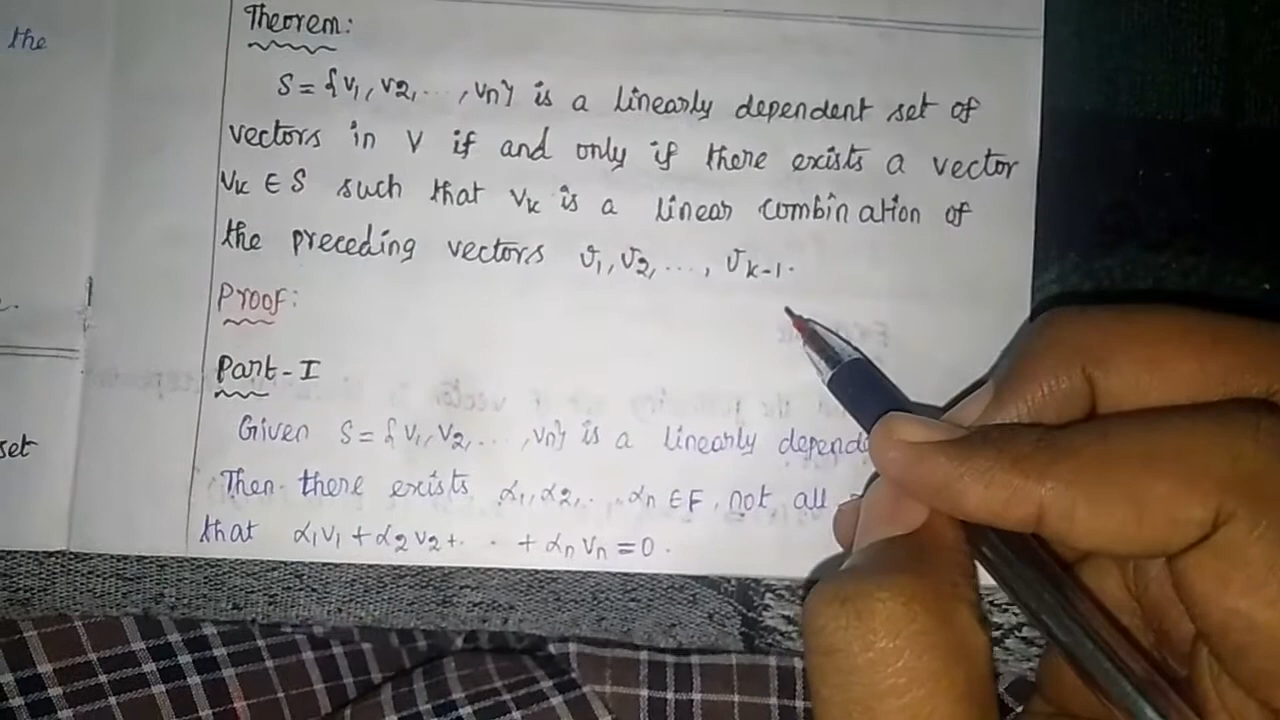 the
Theorem:
S = {v1, v2, ..., vn} is a linearly dependent set of
vectors in V if and only if there exists a vector
vk ∈ S such that vk is a linear combination of
the preceding vectors v1, v2, ..., vk-1.
Proof:
Part-I
set
Given S = {v1, v2, ..., vn} is a linearly depend
Then there exists α1, α2, ..., αn ∈ F, not all
that α1v1 + α2v2 + ... + αnvn = 0.